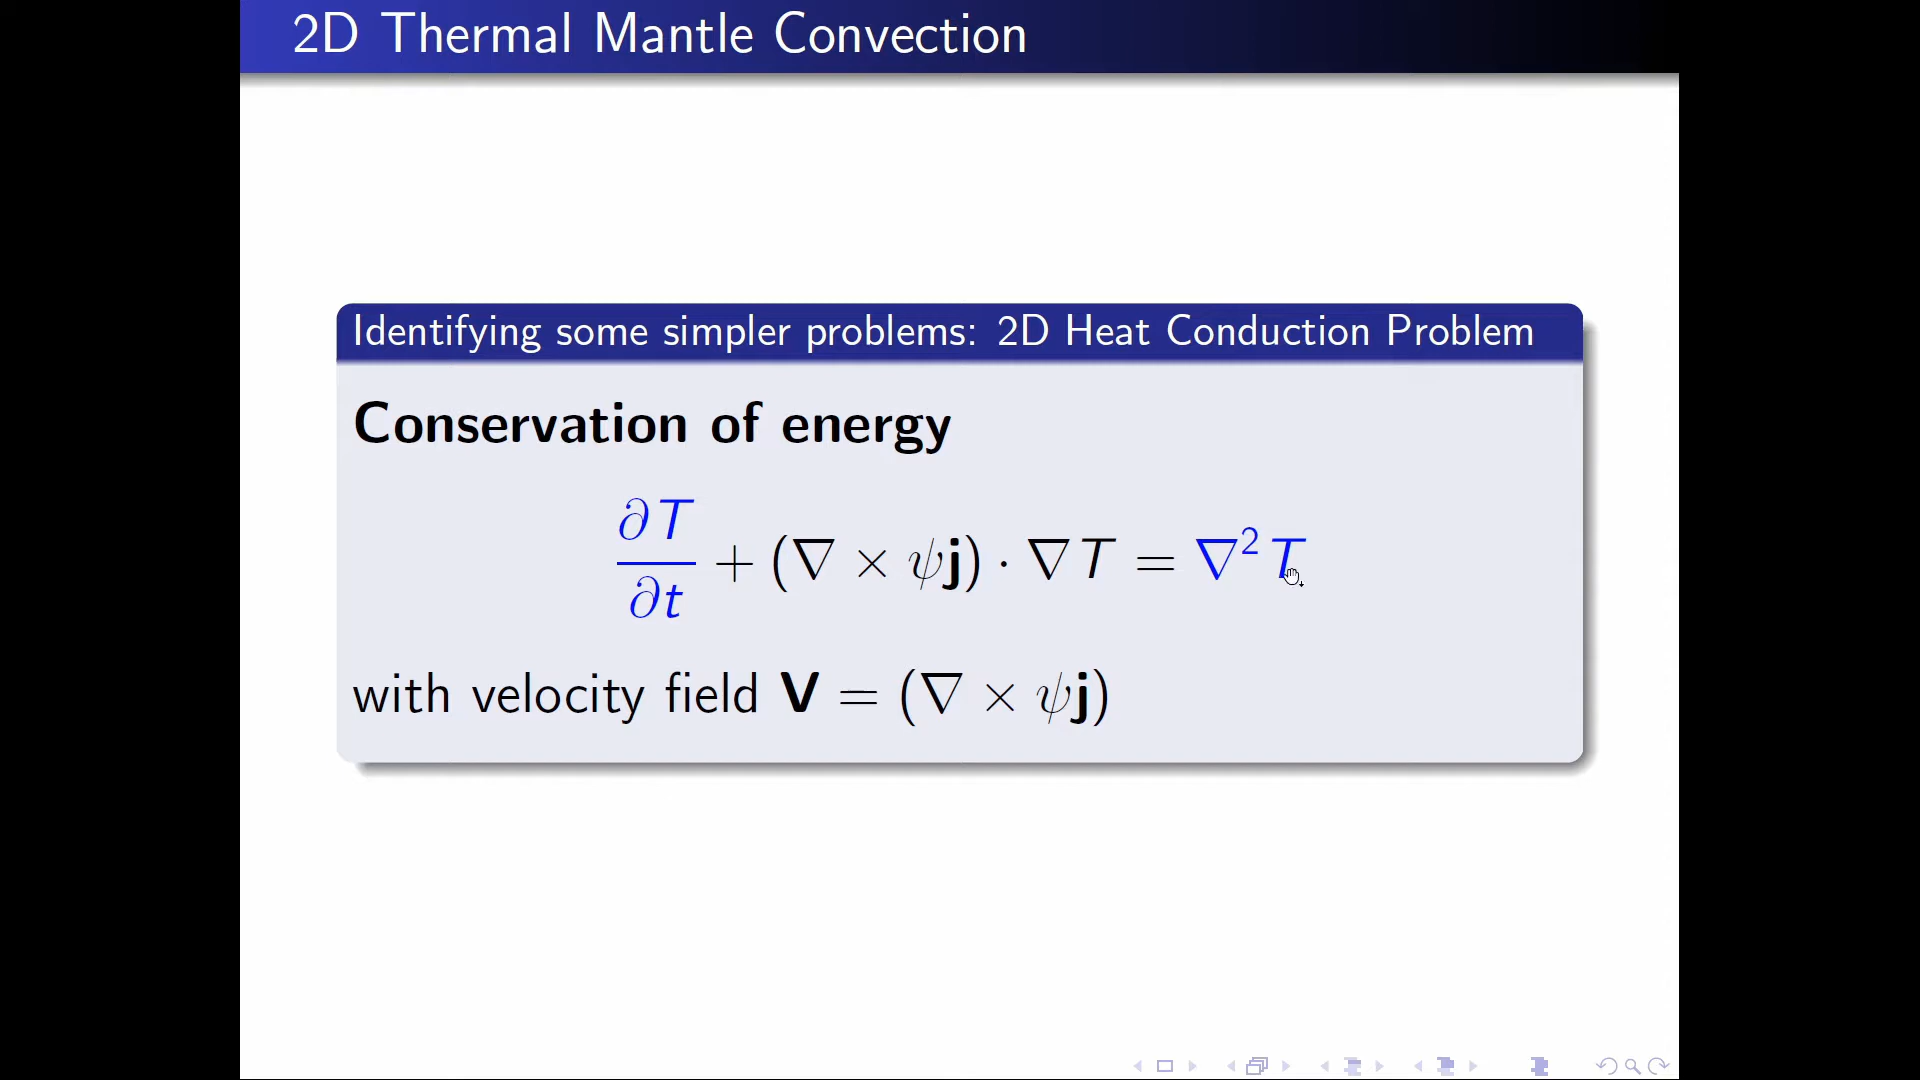 2D Thermal Mantle Convection
Identifying some simpler problems: 2D Heat Conduction Problem
Conservation of energy
∂T/∂t + (∇ × ψj) · ∇T = ∇²T
with velocity field V = (∇ × ψj)